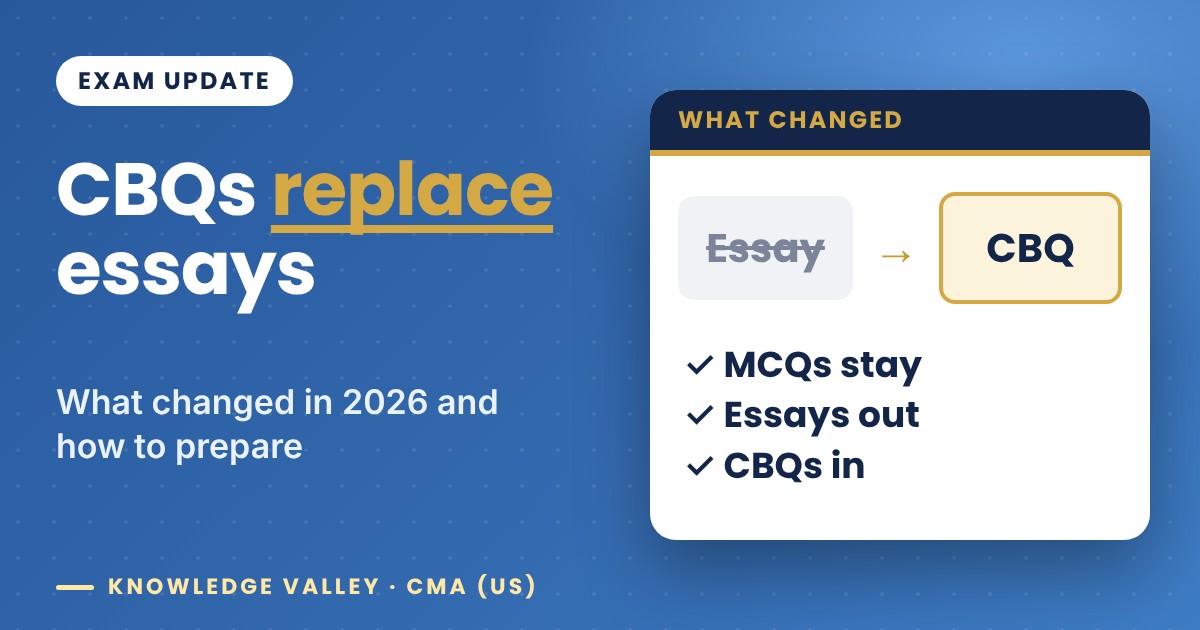 EXAM UPDATE
CBQs replace
essays
What changed in 2026 and
how to prepare
KNOWLEDGE VALLEY · CMA (US)
WHAT CHANGED
Essay → CBQ
✓ MCQs stay
✓ Essays out
✓ CBQs in